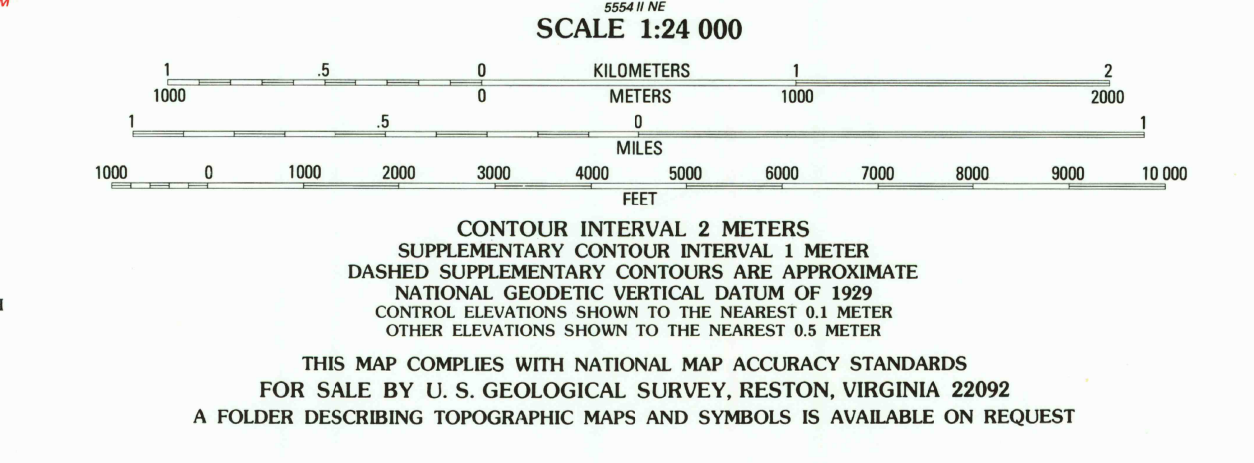 M
5554 II NE
SCALE 1:24 000
1 .5 0 KILOMETERS 1 2
1000 0 METERS 1000 2000
1 .5 0 1
MILES
1000 0 1000 2000 3000 4000 5000 6000 7000 8000 9000 10 000
FEET
CONTOUR INTERVAL 2 METERS
SUPPLEMENTARY CONTOUR INTERVAL 1 METER
DASHED SUPPLEMENTARY CONTOURS ARE APPROXIMATE
NATIONAL GEODETIC VERTICAL DATUM OF 1929
CONTROL ELEVATIONS SHOWN TO THE NEAREST 0.1 METER
OTHER ELEVATIONS SHOWN TO THE NEAREST 0.5 METER
THIS MAP COMPLIES WITH NATIONAL MAP ACCURACY STANDARDS
FOR SALE BY U. S. GEOLOGICAL SURVEY, RESTON, VIRGINIA 22092
A FOLDER DESCRIBING TOPOGRAPHIC MAPS AND SYMBOLS IS AVAILABLE ON REQUEST